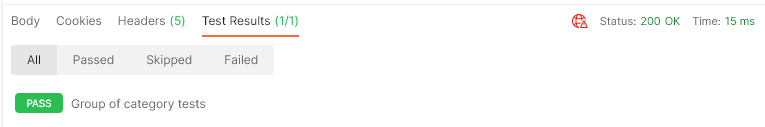 Body Cookies Headers (5) Test Results (1/1) Status: 200 OK Time: 15 ms
All Passed Skipped Failed
PASS Group of category tests